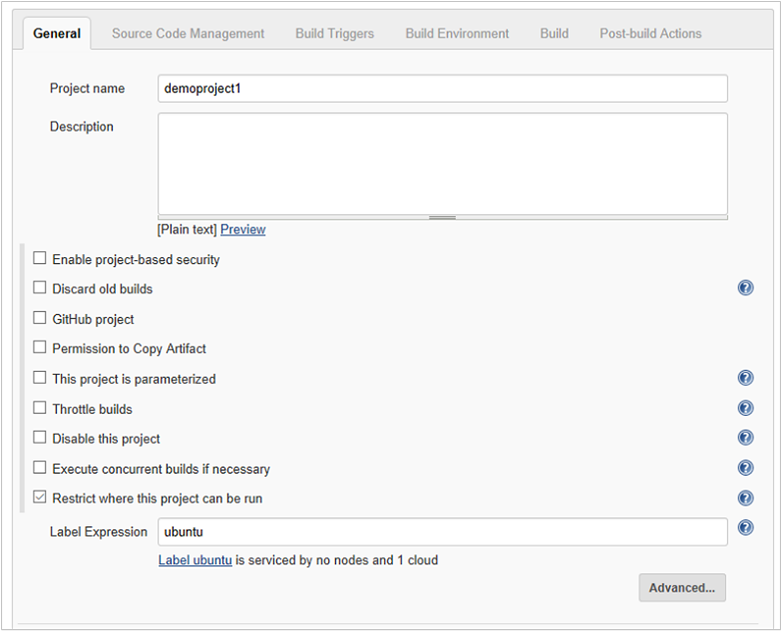 General Source Code Management Build Triggers Build Environment Build Post-build Actions
Project name demoproject1
Description
[Plain text] Preview
Enable project-based security
Discard old builds ?
GitHub project
Permission to Copy Artifact
This project is parameterized ?
Throttle builds ?
Disable this project ?
Execute concurrent builds if necessary ?
Restrict where this project can be run ?
Label Expression ubuntu ?
Label ubuntu is serviced by no nodes and 1 cloud
Advanced...